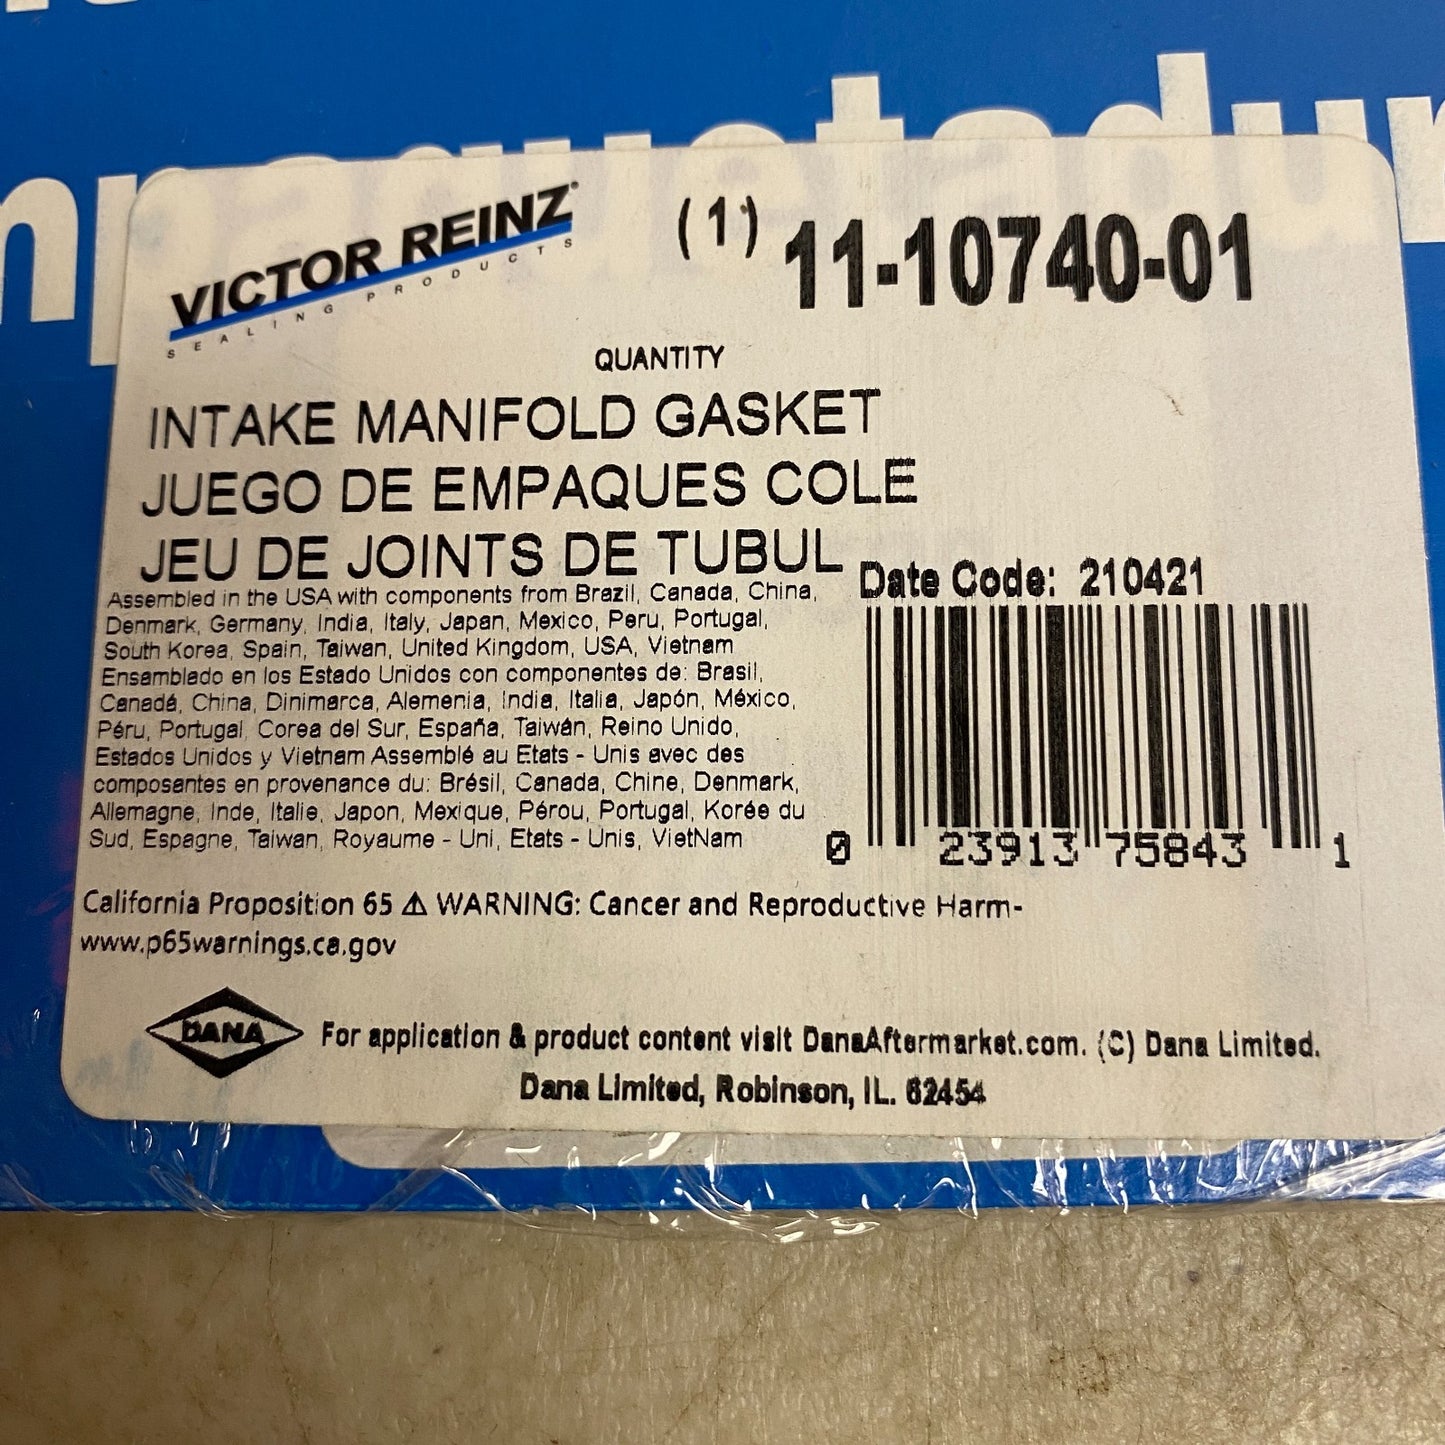 mpaquetadur
VICTOR REINZ®
SEALING PRODUCTS
(1) 11-10740-01
QUANTITY
INTAKE MANIFOLD GASKET
JUEGO DE EMPAQUES COLE
JEU DE JOINTS DE TUBUL
Date Code: 210421
Assembled in the USA with components from Brazil, Canada, China,
Denmark, Germany, India, Italy, Japan, Mexico, Peru, Portugal,
South Korea, Spain, Taiwan, United Kingdom, USA, Vietnam
Ensamblado en los Estado Unidos con componentes de: Brasil,
Canadá, China, Dinimarca, Alemenia, India, Italia, Japón, México,
Péru, Portugal, Corea del Sur, España, Taiwán, Reino Unido,
Estados Unidos y Vietnam Assemblé au Etats - Unis avec des
composantes en provenance du: Brésil, Canada, Chine, Denmark,
Allemagne, Inde, Italie, Japon, Mexique, Pérou, Portugal, Korée du
Sud, Espagne, Taiwan, Royaume - Uni, Etats - Unis, VietNam
0 23913 75843 1
California Proposition 65 ⚠ WARNING: Cancer and Reproductive Harm-
www.p65warnings.ca.gov
DANA
For application & product content visit DanaAftermarket.com. (C) Dana Limited.
Dana Limited, Robinson, IL. 62454